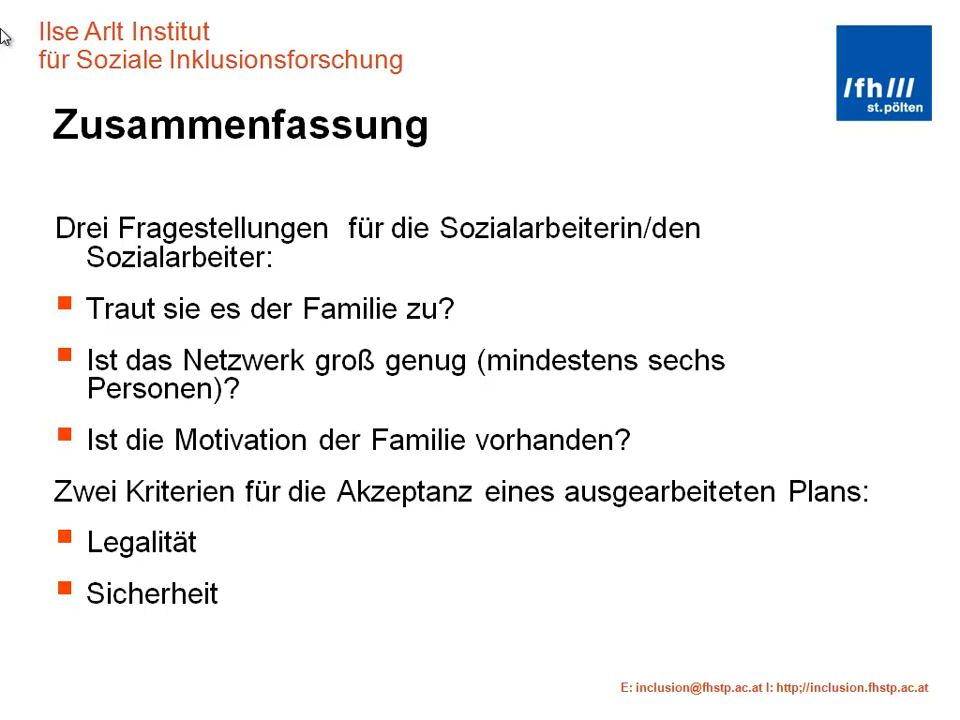 Ilse Arlt Institut
für Soziale Inklusionsforschung
/fh///
st.pölten
Zusammenfassung
Drei Fragestellungen für die Sozialarbeiterin/den
Sozialarbeiter:
Traut sie es der Familie zu?
Ist das Netzwerk groß genug (mindestens sechs
Personen)?
Ist die Motivation der Familie vorhanden?
Zwei Kriterien für die Akzeptanz eines ausgearbeiteten Plans:
Legalität
Sicherheit
E: inclusion@fhstp.ac.at I: http;//inclusion.fhstp.ac.at